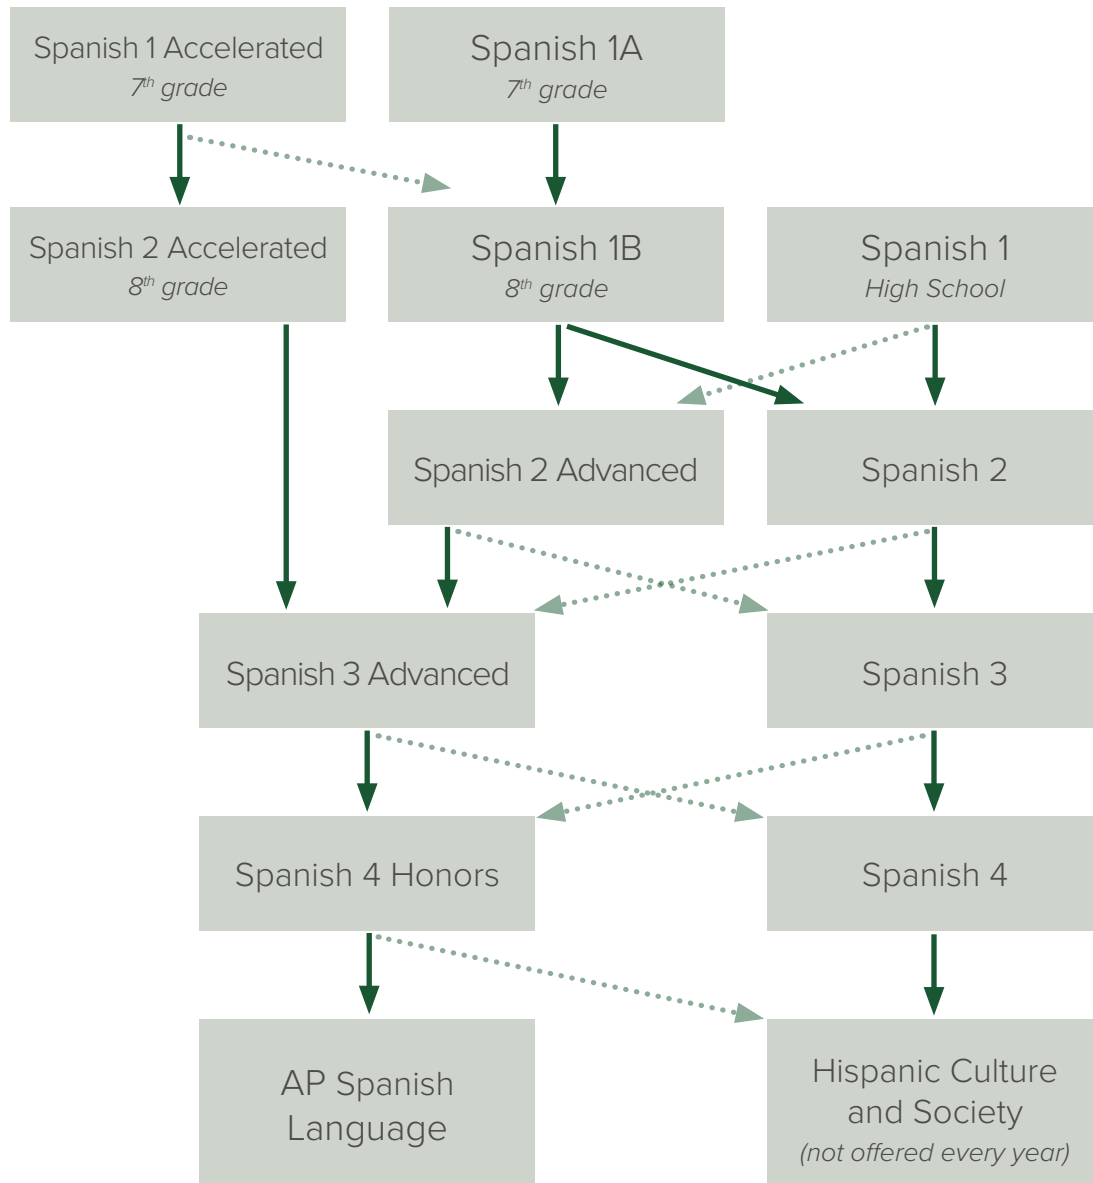 Spanish 1 Accelerated
7th grade
Spanish 1A
7th grade
Spanish 2 Accelerated
8th grade
Spanish 1B
8th grade
Spanish 1
High School
Spanish 2 Advanced
Spanish 2
Spanish 3 Advanced
Spanish 3
Spanish 4 Honors
Spanish 4
AP Spanish
Language
Hispanic Culture
and Society
(not offered every year)